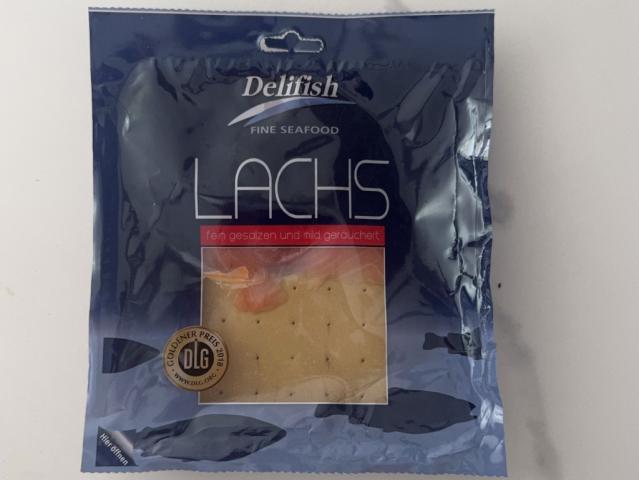 Delifish
FINE SEAFOOD
LACHS
fein gesalzen und mild geräuchert
GOLDENER PREIS 2018
DLG
WWW.DLG.ORG
Hier öffnen